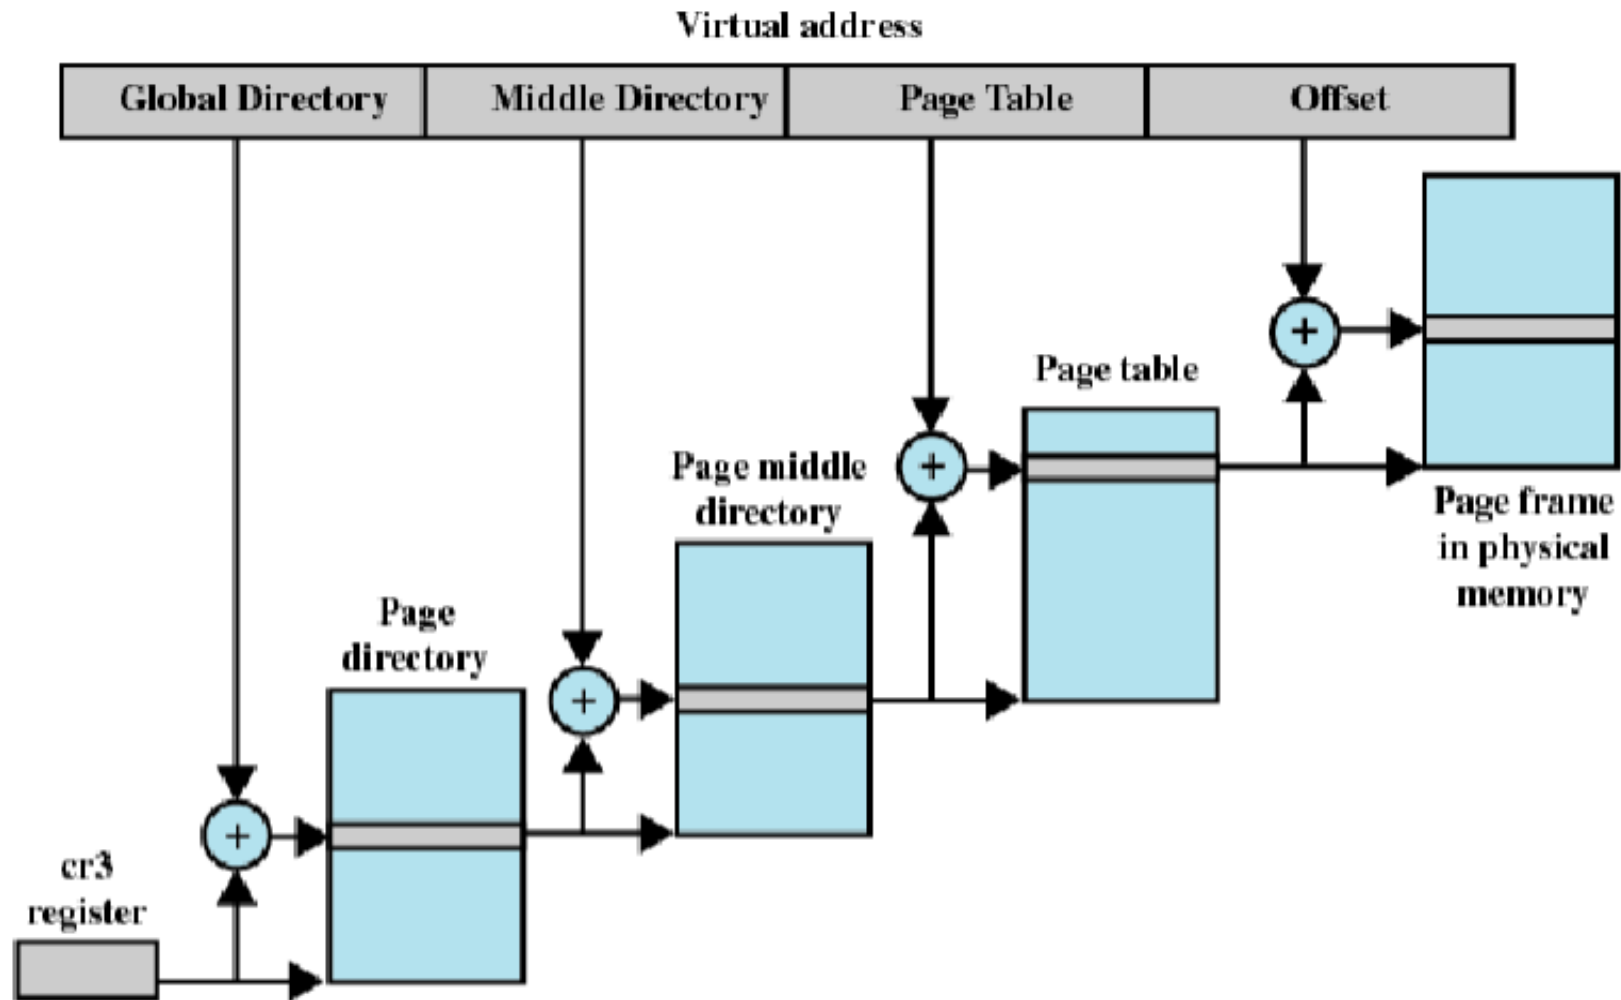 Virtual address
Global Directory
Middle Directory
Page Table
Offset
+
Page table
+
Page middle
directory
+
Page frame
in physical
memory
Page
directory
+
+
cr3
register